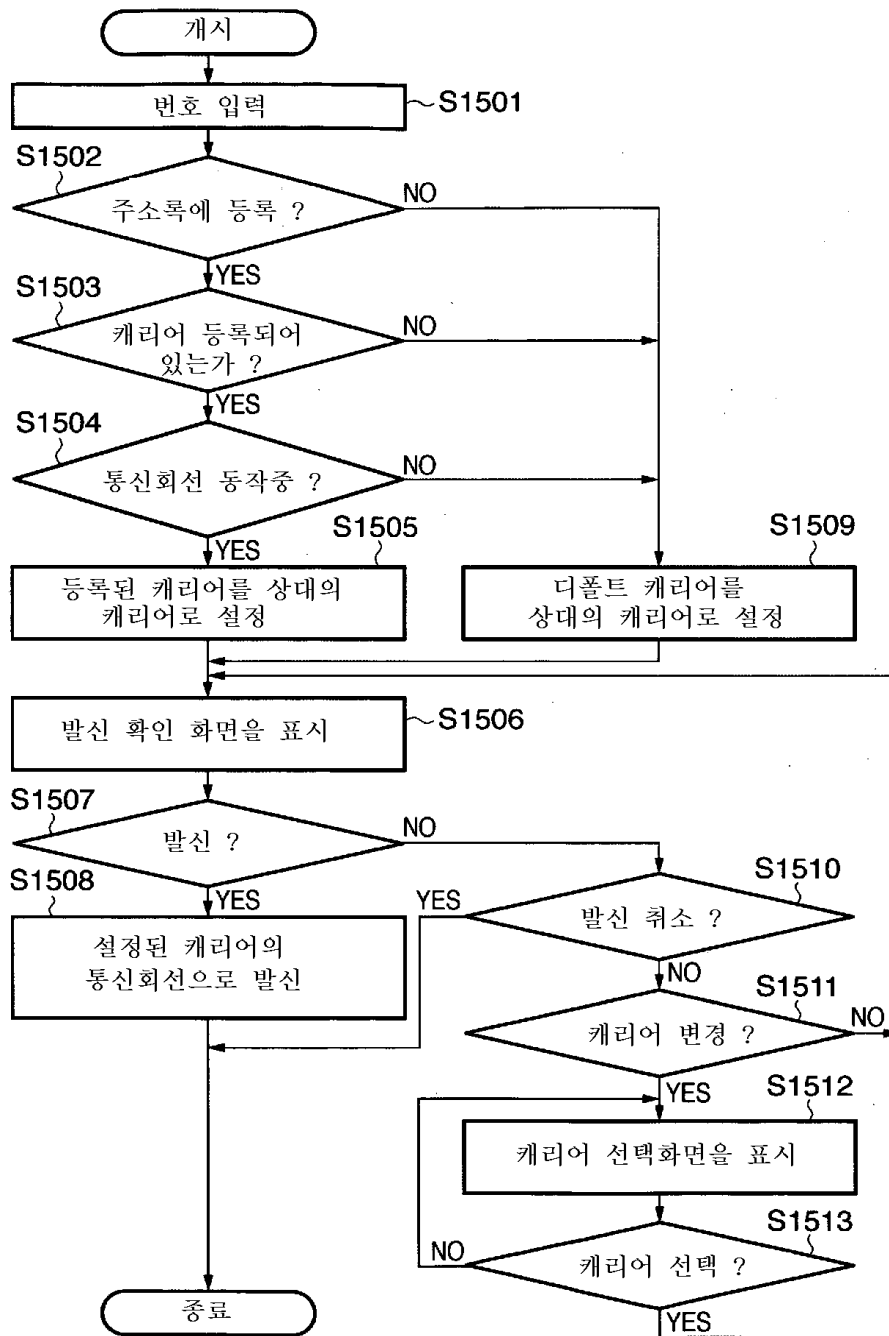 개시
번호 입력
S1501
S1502
주소록에 등록 ?
NO
YES
S1503
캐리어 등록되어
있는가 ?
NO
YES
S1504
통신회선 동작중 ?
NO
YES
S1505
등록된 캐리어를 상대의
캐리어로 설정
S1509
디폴트 캐리어를
상대의 캐리어로 설정
발신 확인 화면을 표시
S1506
S1507
발신 ?
NO
YES
S1508
설정된 캐리어의
통신회선으로 발신
S1510
발신 취소 ?
YES
NO
S1511
캐리어 변경 ?
NO
YES
S1512
캐리어 선택화면을 표시
S1513
캐리어 선택 ?
NO
YES
종료